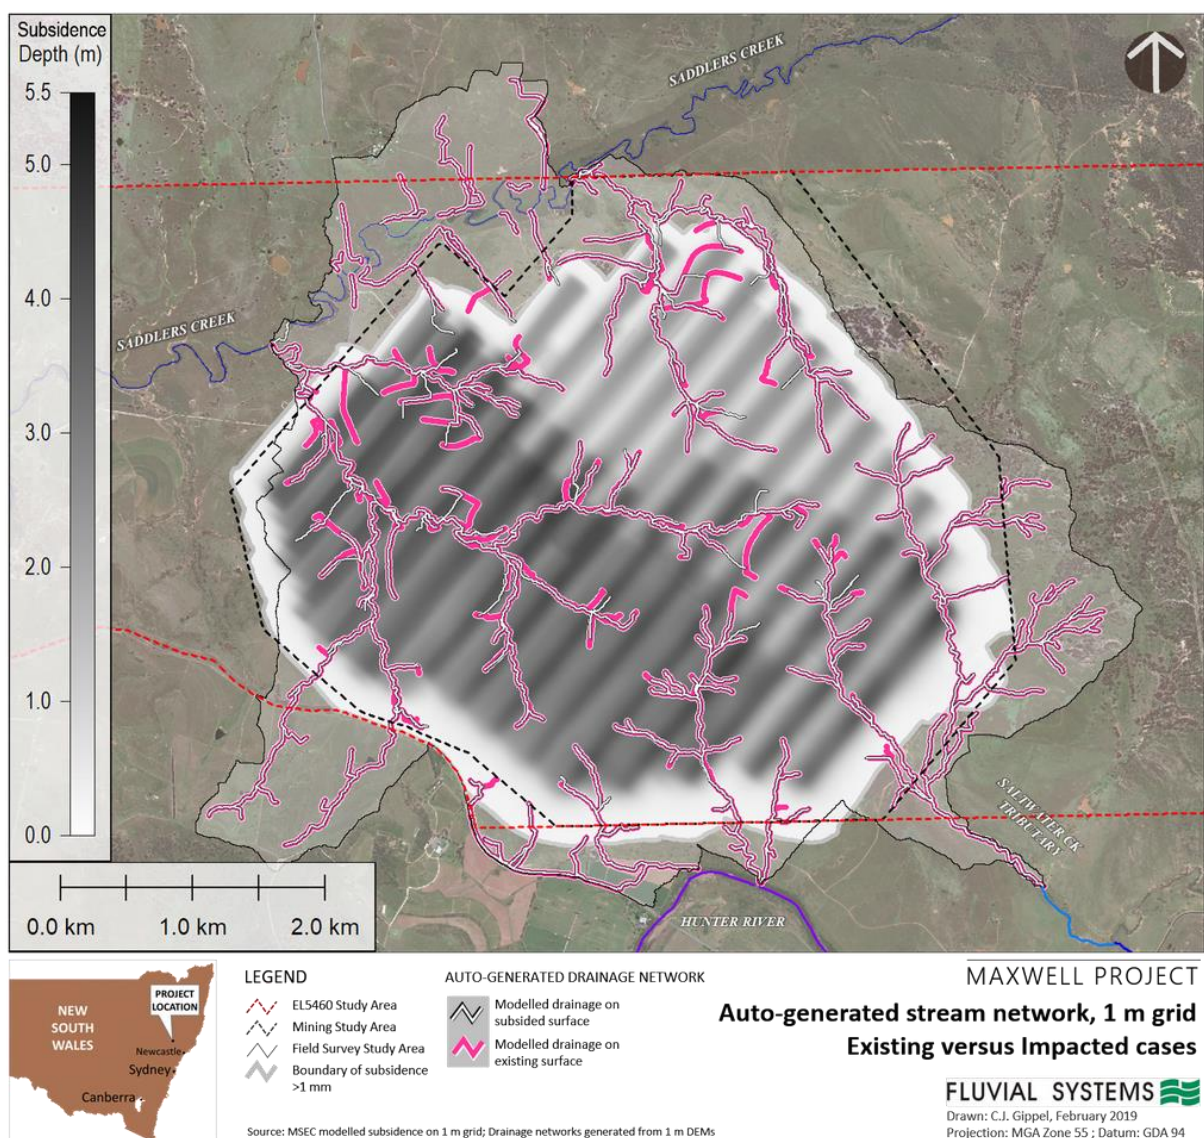 Subsidence
Depth (m)
5.5
5.0
4.0
3.0
2.0
1.0
0.0
SADDLERS CREEK
SADDLERS CREEK
SALTWATER CK
TRIBUTARY
HUNTER RIVER
0.0 km 1.0 km 2.0 km
NEW
SOUTH
WALES
PROJECT
LOCATION
Newcastle
Sydney
Canberra
LEGEND
EL5460 Study Area
Mining Study Area
Field Survey Study Area
Boundary of subsidence
>1 mm
AUTO-GENERATED DRAINAGE NETWORK
Modelled drainage on
subsided surface
Modelled drainage on
existing surface
Source: MSEC modelled subsidence on 1 m grid; Drainage networks generated from 1 m DEMs
MAXWELL PROJECT
Auto-generated stream network, 1 m grid
Existing versus Impacted cases
FLUVIAL SYSTEMS
Drawn: C.J. Gippel, February 2019
Projection: MGA Zone 55 ; Datum: GDA 94